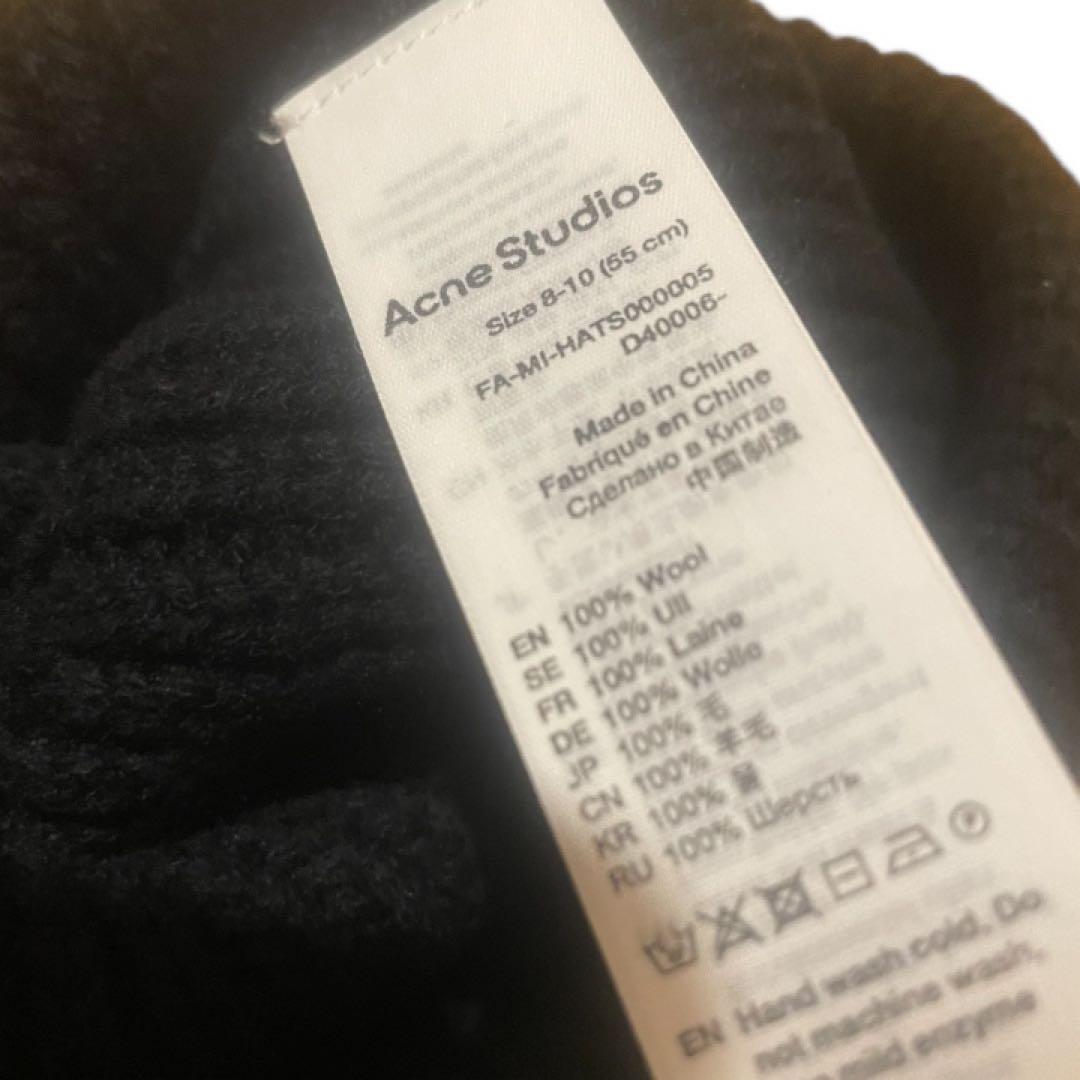 Acne Studios
Size 8-10 (55 cm)
FA-MI-HATS000005
D40006-
Made in China
Fabriqué en Chine
Сделано в Китае
中国制造
EN 100% Wool
SE 100% Ull
FR 100% Laine
DE 100% Wolle
JP 100% 毛
CN 100% 羊毛
KR 100%
RU 100% Шерсть
EN Hand wash cold. Do
not machine wash,
mild enzyme